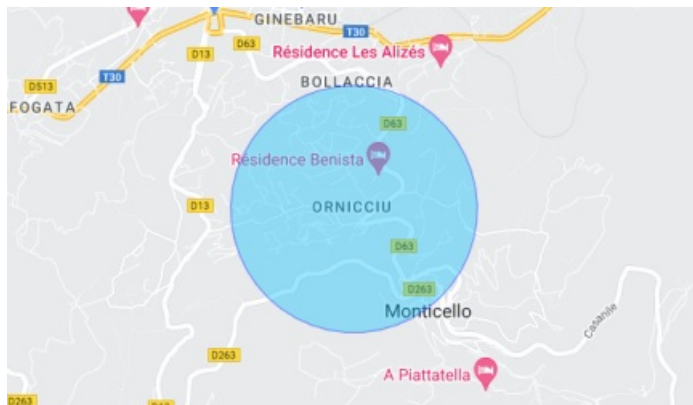 GINEBARU
T30
D13
D63
Résidence Les Alizés
T30
D513
BOLLACCIA
FOGATA
D63
Résidence Benista
D13
ORNICCIU
D63
D263
Monticello
Casanile
D263
A Piattatella
D263